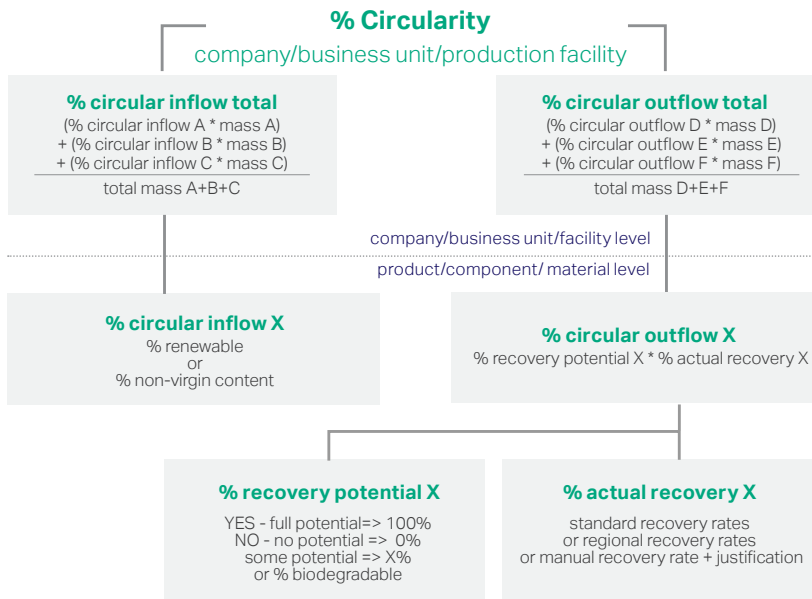 % Circularity
company/business unit/production facility
% circular inflow total
(% circular inflow A * mass A)
+ (% circular inflow B * mass B)
+ (% circular inflow C * mass C)
total mass A+B+C
% circular outflow total
(% circular outflow D * mass D)
+ (% circular outflow E * mass E)
+ (% circular outflow F * mass F)
total mass D+E+F
company/business unit/facility level
product/component/ material level
% circular inflow X
% renewable
or
% non-virgin content
% circular outflow X
% recovery potential X * % actual recovery X
% recovery potential X
YES - full potential=> 100%
NO - no potential => 0%
some potential => X%
or % biodegradable
% actual recovery X
standard recovery rates
or regional recovery rates
or manual recovery rate + justification